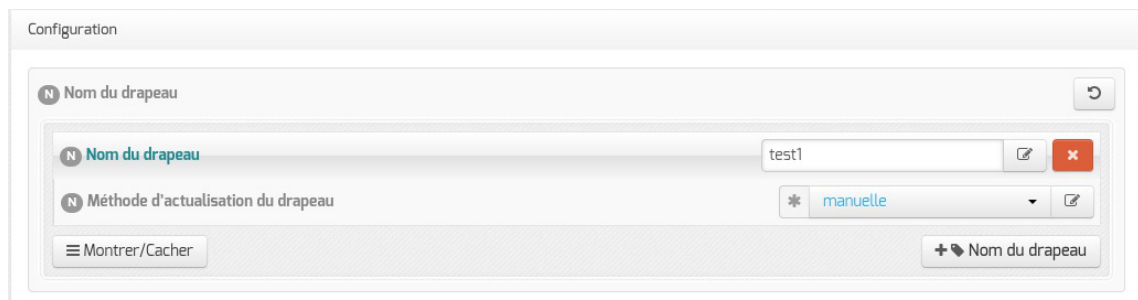 Configuration
N Nom du drapeau
N Nom du drapeau test1
N Méthode d'actualisation du drapeau * manuelle
Montrer/Cacher + Nom du drapeau